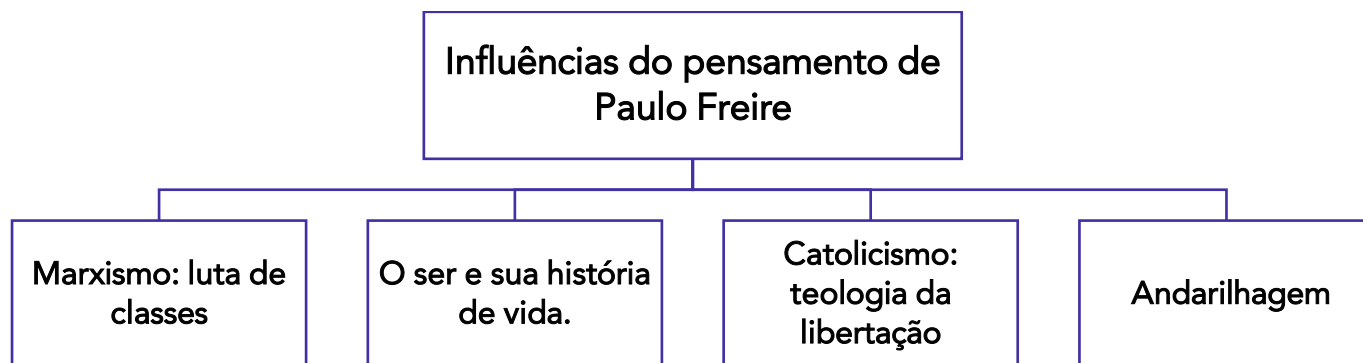 Influências do pensamento de
Paulo Freire
Marxismo: luta de
classes
O ser e sua história
de vida.
Catolicismo:
teologia da
libertação
Andarilhagem